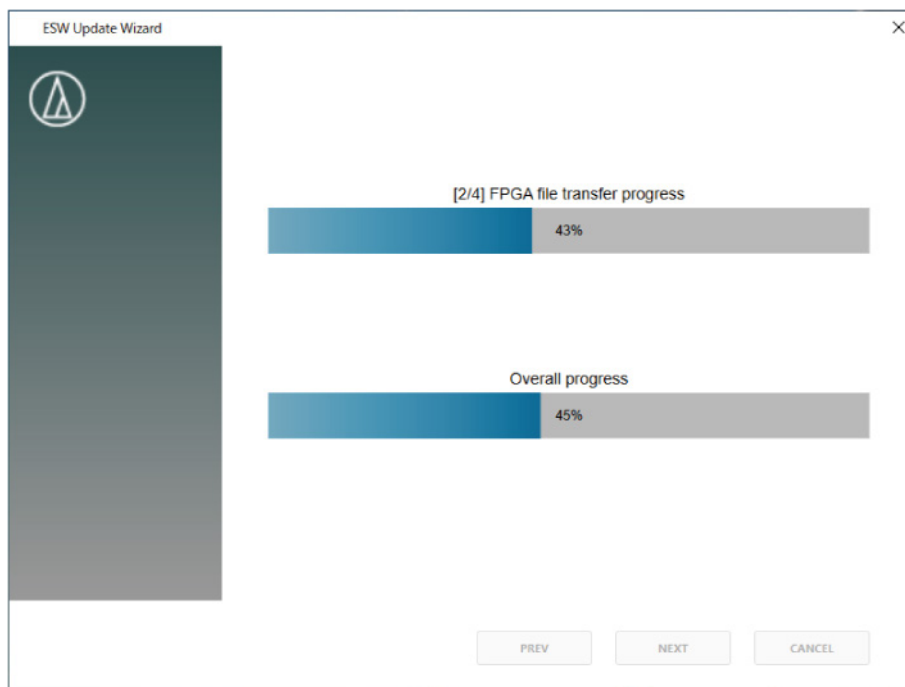 ESW Update Wizard
[2/4] FPGA file transfer progress
43%
Overall progress
45%
PREV
NEXT
CANCEL